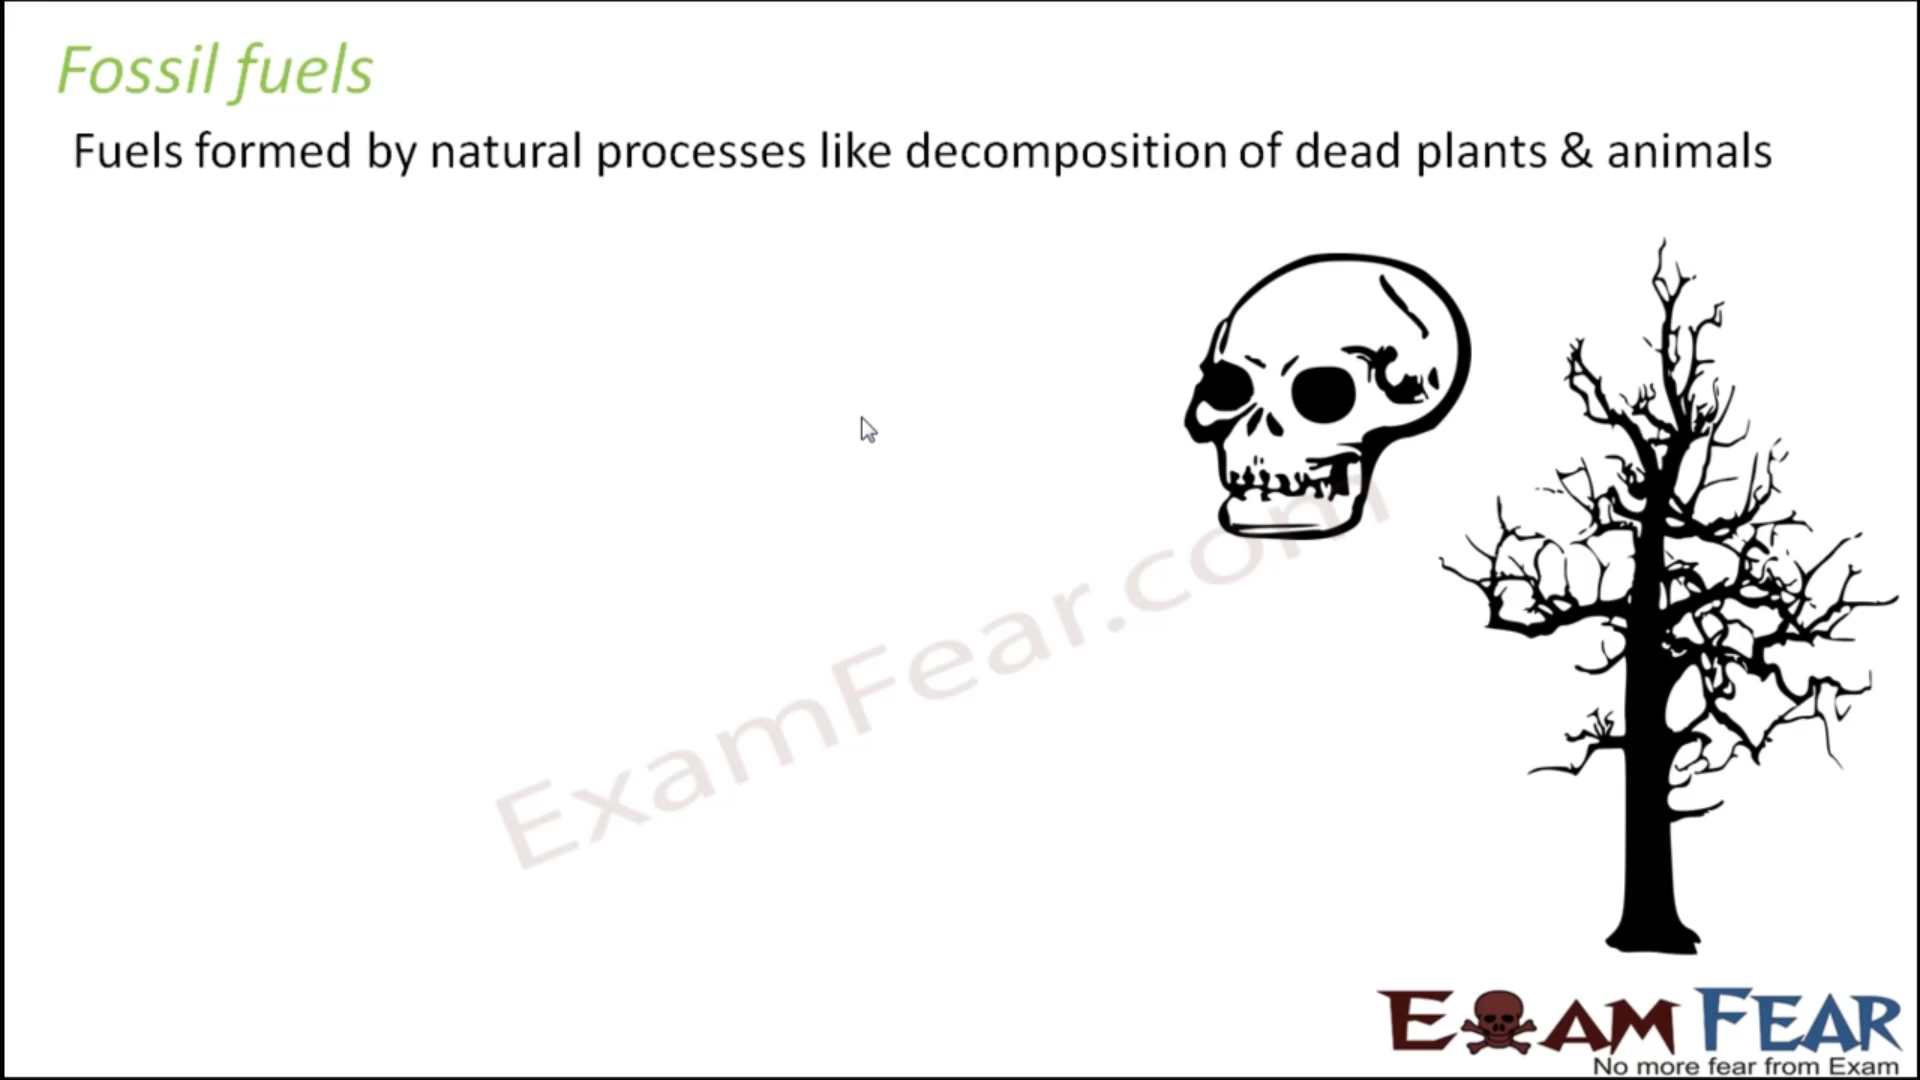 Fossil fuels
Fuels formed by natural processes like decomposition of dead plants & animals
ExamFear.com
EXAM FEAR
No more fear from Exam